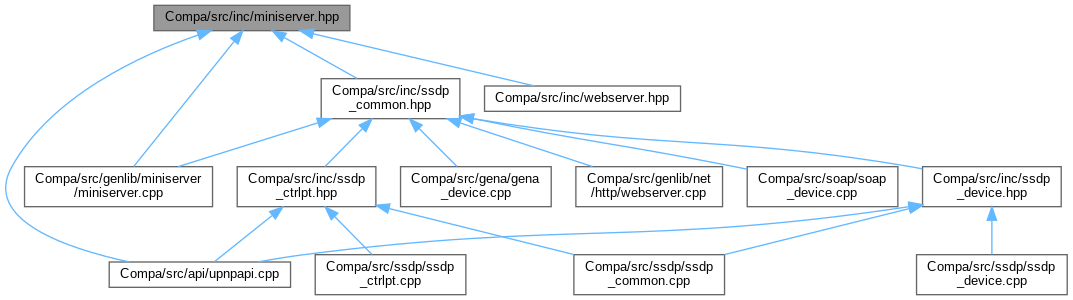 Compa/src/inc/miniserver.hpp
Compa/src/inc/ssdp
_common.hpp
Compa/src/inc/webserver.hpp
Compa/src/genlib/miniserver
/miniserver.cpp
Compa/src/inc/ssdp
_ctrlpt.hpp
Compa/src/gena/gena
_device.cpp
Compa/src/genlib/net
/http/webserver.cpp
Compa/src/soap/soap
_device.cpp
Compa/src/inc/ssdp
_device.hpp
Compa/src/api/upnpapi.cpp
Compa/src/ssdp/ssdp
_ctrlpt.cpp
Compa/src/ssdp/ssdp
_common.cpp
Compa/src/ssdp/ssdp
_device.cpp